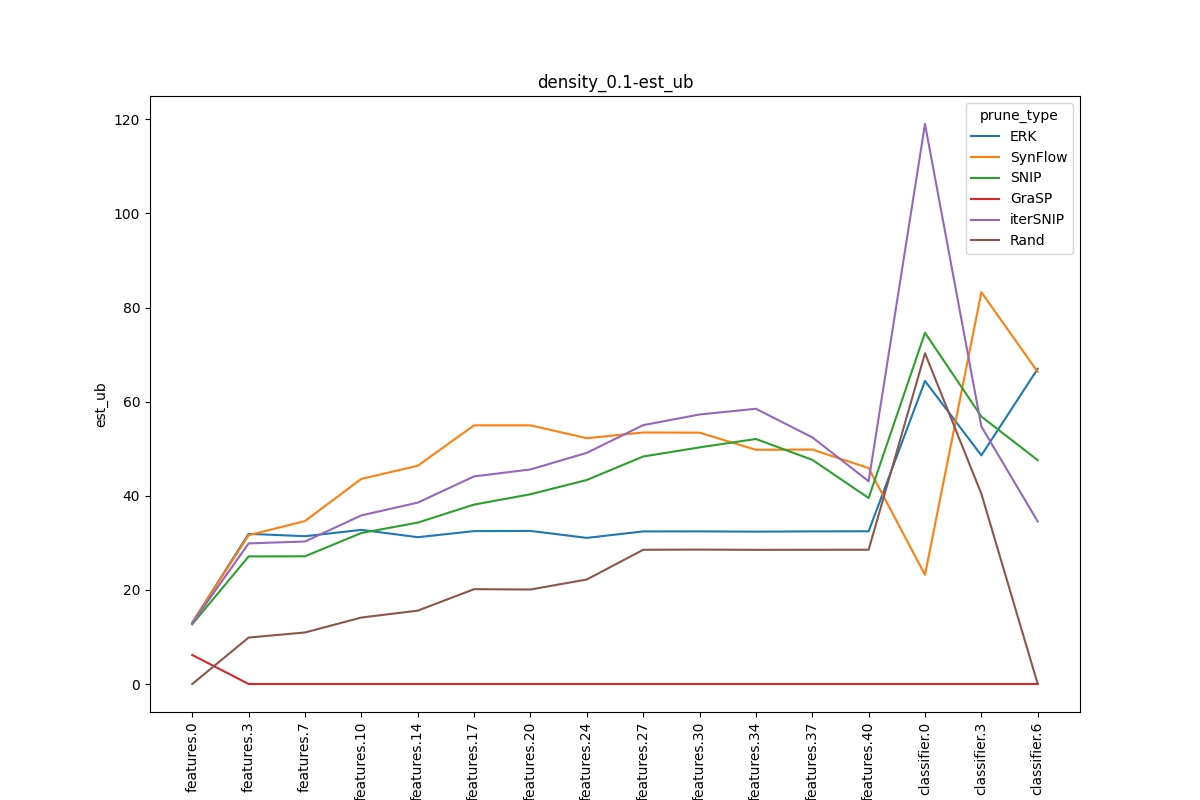 density_0.1-est_ub
prune_type
ERK
SynFlow
SNIP
GraSP
iterSNIP
Rand
est_ub
120
100
80
60
40
20
0
features.0
features.3
features.7
features.10
features.14
features.17
features.20
features.24
features.27
features.30
features.34
features.37
features.40
classifier.0
classifier.3
classifier.6